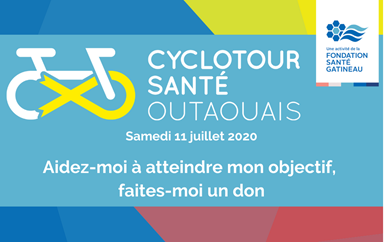 CYCLOTOUR
SANTÉ
OUTAOUAIS
Samedi 11 juillet 2020
Une activité de la
FONDATION
SANTÉ
GATINEAU
Aidez-moi à atteindre mon objectif,
faites-moi un don